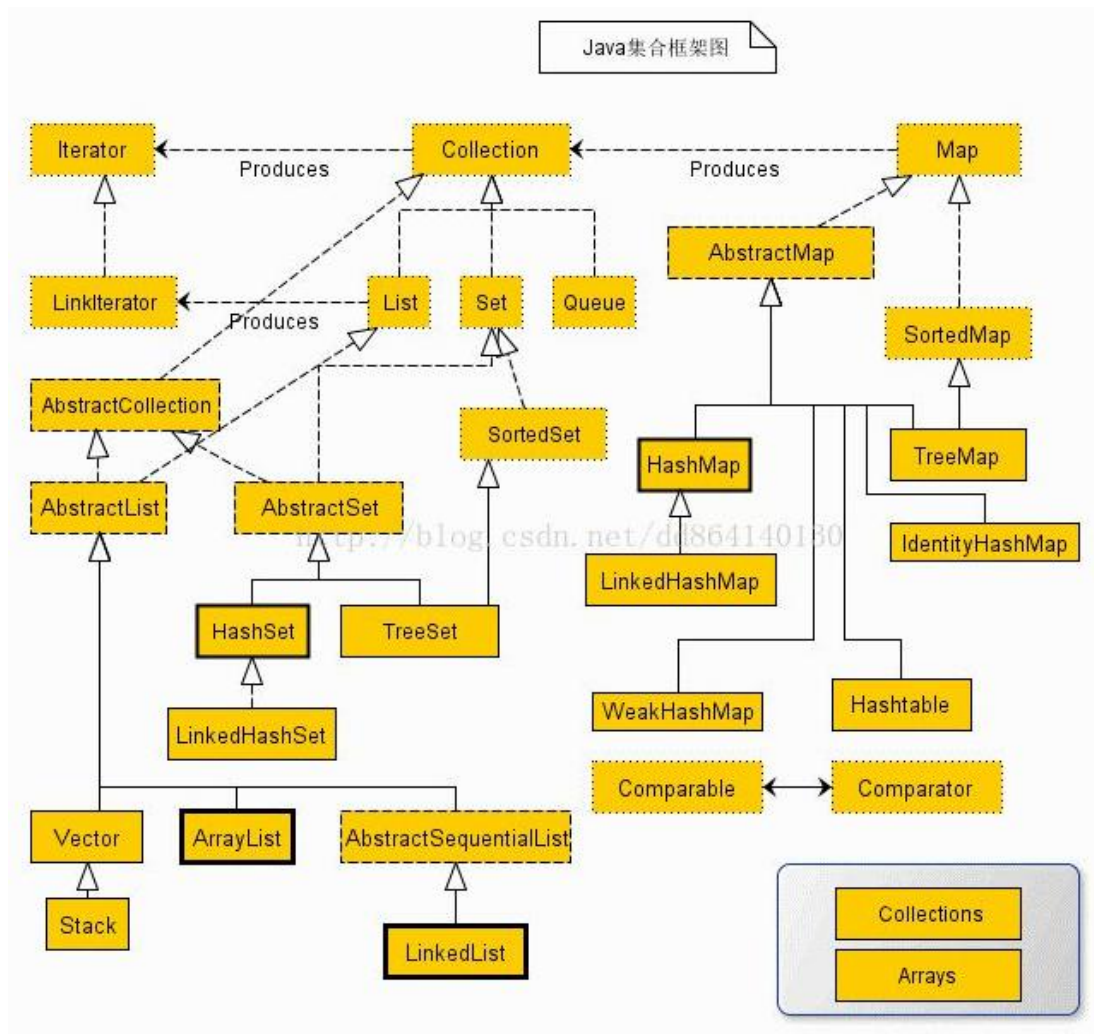 Java集合框架图
Iterator
Collection
Map
Produces
Produces
AbstractMap
LinkIterator
List
Set
Queue
Produces
SortedMap
AbstractCollection
SortedSet
HashMap
TreeMap
AbstractList
AbstractSet
http://blog.csdn.net/dd864140130
IdentityHashMap
LinkedHashMap
HashSet
TreeSet
WeakHashMap
Hashtable
LinkedHashSet
Comparable
Comparator
Vector
ArrayList
AbstractSequentialList
Stack
Collections
LinkedList
Arrays